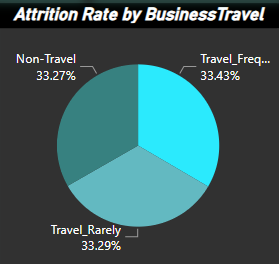 Attrition Rate by BusinessTravel
Non-Travel
33.27%
Travel_Freq...
33.43%
Travel_Rarely
33.29%